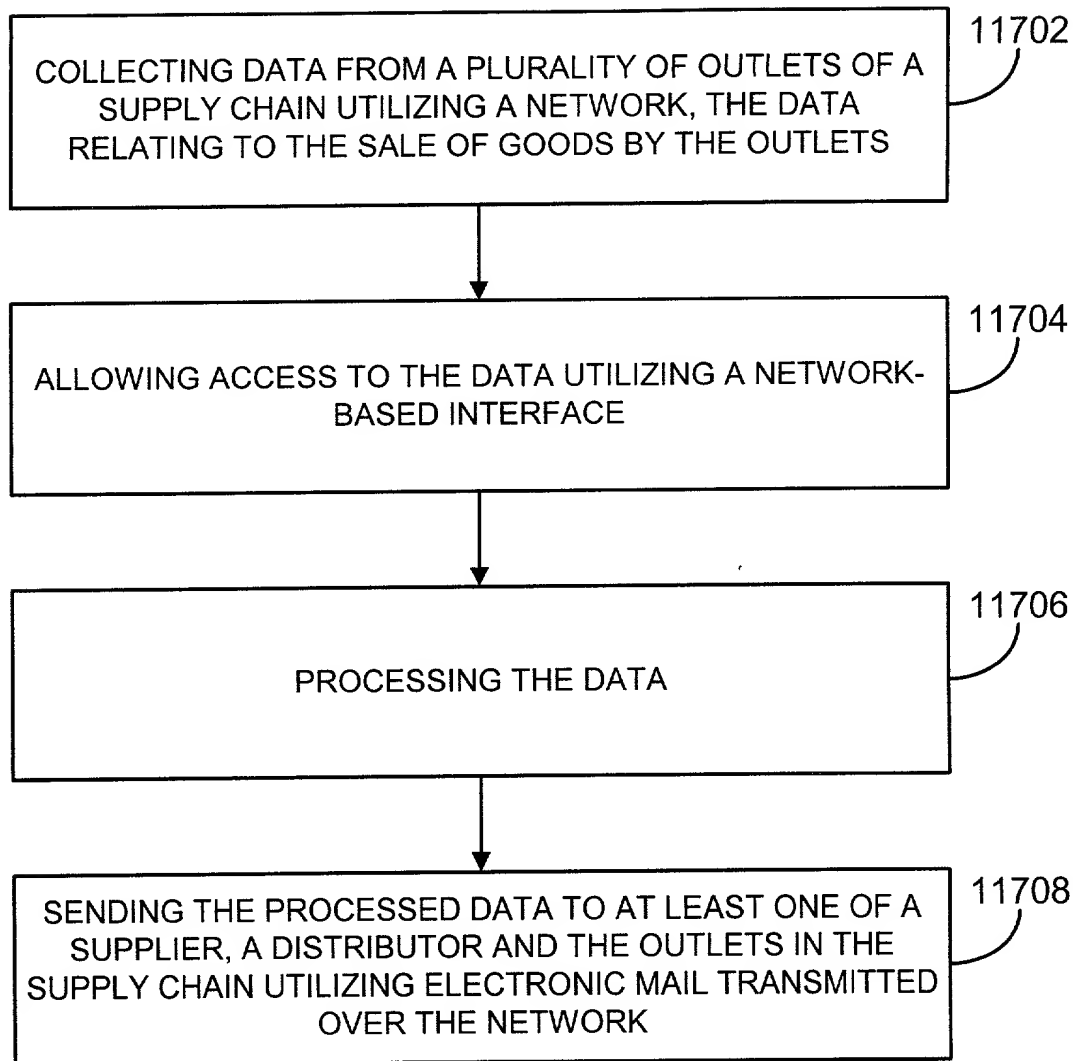 11702
COLLECTING DATA FROM A PLURALITY OF OUTLETS OF A
SUPPLY CHAIN UTILIZING A NETWORK, THE DATA
RELATING TO THE SALE OF GOODS BY THE OUTLETS
11704
ALLOWING ACCESS TO THE DATA UTILIZING A NETWORK-
BASED INTERFACE
11706
PROCESSING THE DATA
11708
SENDING THE PROCESSED DATA TO AT LEAST ONE OF A
SUPPLIER, A DISTRIBUTOR AND THE OUTLETS IN THE
SUPPLY CHAIN UTILIZING ELECTRONIC MAIL TRANSMITTED
OVER THE NETWORK